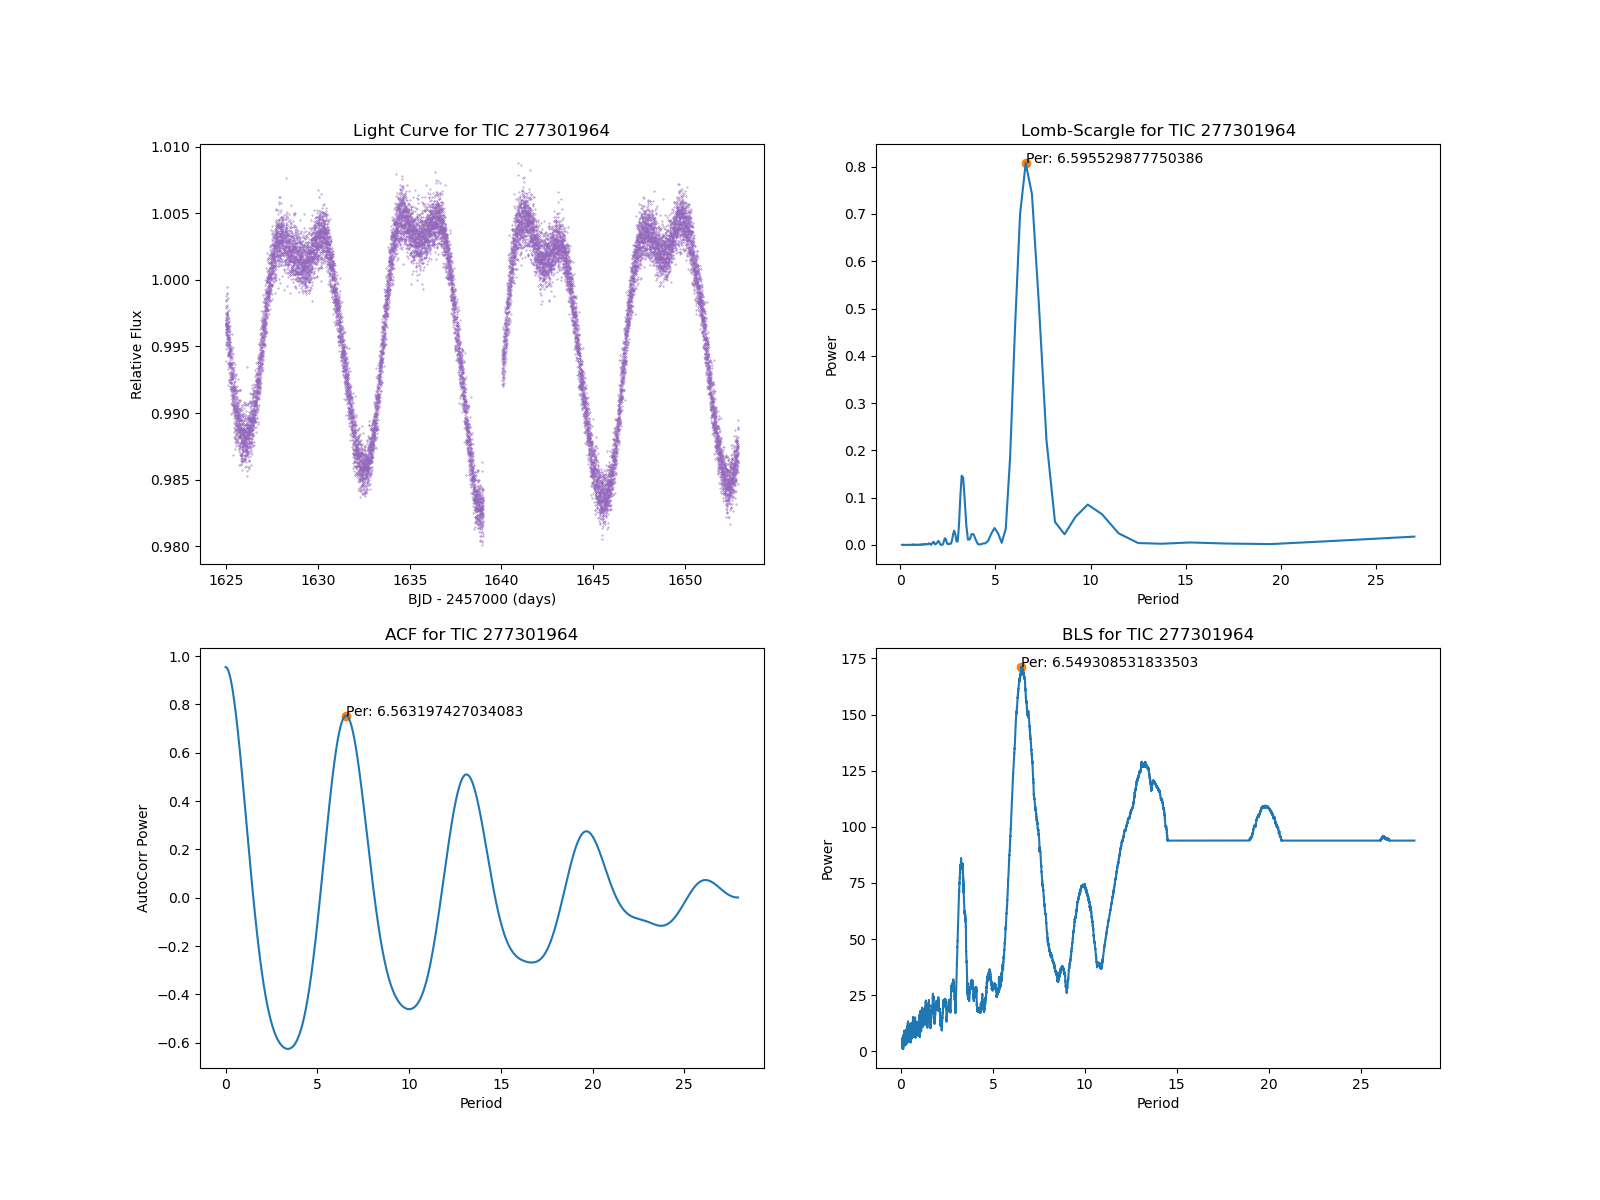 Light Curve for TIC 277301964
1.010
1.005
1.000
0.995
0.990
0.985
0.980
Relative Flux
1625 1630 1635 1640 1645 1650
BJD - 2457000 (days)
Lomb-Scargle for TIC 277301964
Per: 6.595529877750386
0.8
0.7
0.6
0.5
0.4
0.3
0.2
0.1
0.0
Power
0 5 10 15 20 25
Period
ACF for TIC 277301964
Per: 6.563197427034083
1.0
0.8
0.6
0.4
0.2
0.0
−0.2
−0.4
−0.6
AutoCorr Power
0 5 10 15 20 25
Period
BLS for TIC 277301964
Per: 6.549308531833503
175
150
125
100
75
50
25
0
Power
0 5 10 15 20 25
Period